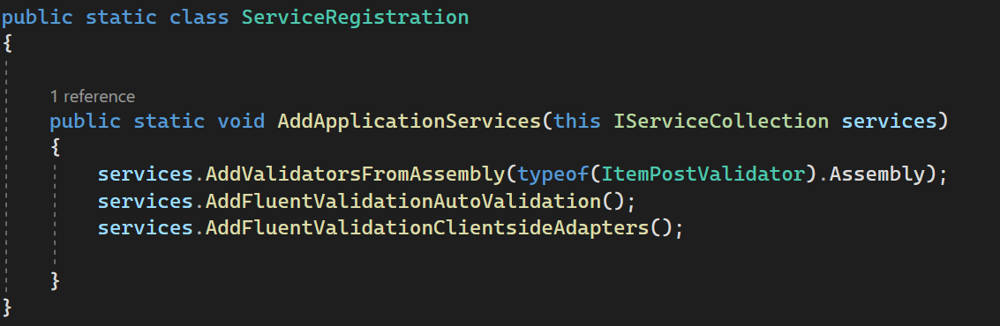 public static class ServiceRegistration
{
1 reference
public static void AddApplicationServices(this IServiceCollection services)
{
services.AddValidatorsFromAssembly(typeof(ItemPostValidator).Assembly);
services.AddFluentValidationAutoValidation();
services.AddFluentValidationClientsideAdapters();
}
}